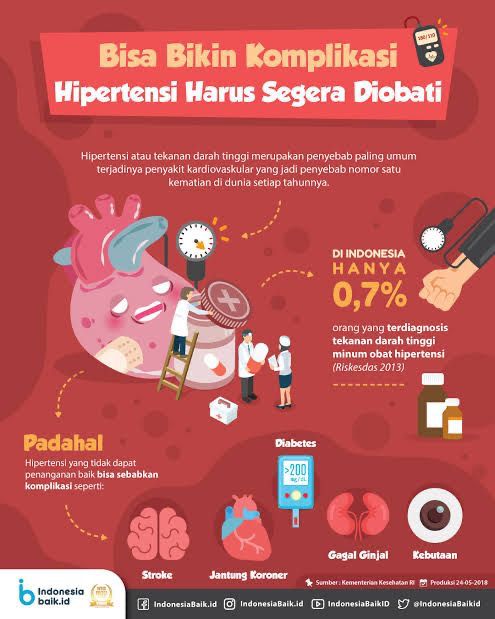 Bisa Bikin Komplikasi
Hipertensi Harus Segera Diobati
180/110
Hipertensi atau tekanan darah tinggi merupakan penyebab paling umum
terjadinya penyakit kardiovaskular yang jadi penyebab nomor satu
kematian di dunia setiap tahunnya.
DI INDONESIA
HANYA
0,7%
orang yang terdiagnosis
tekanan darah tinggi
minum obat hipertensi
(Riskesdas 2013)
Padahal
Hipertensi yang tidak dapat
penanganan baik bisa sebabkan
komplikasi seperti:
Diabetes
>200
mg/dL
Stroke
Jantung Koroner
Gagal Ginjal
Kebutaan
Sumber : Kementerian Kesehatan RI
Produksi 24-05-2018
Indonesia
baik.id
IndonesiaBaik.id
IndonesiaBaik.id
IndonesiaBaikID
@IndonesiaBaikid